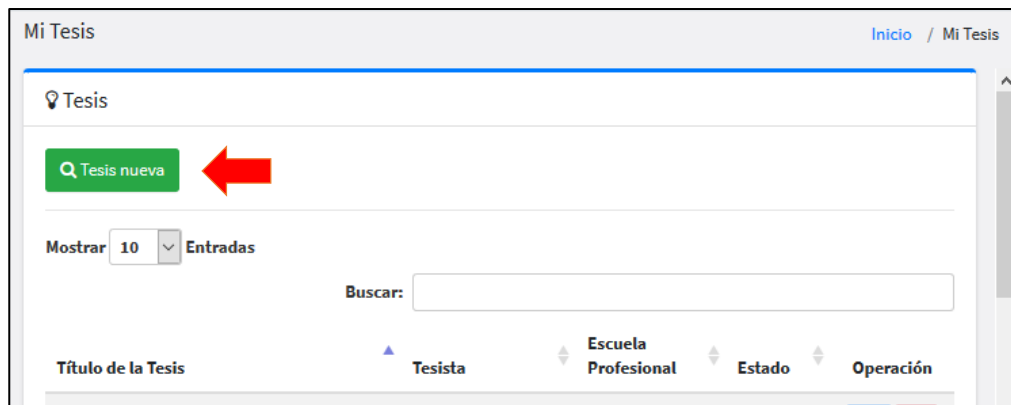 Mi Tesis
Inicio / Mi Tesis
Tesis
Tesis nueva
Mostrar 10 Entradas
Buscar:
Título de la Tesis
Tesista
Escuela
Profesional
Estado
Operación